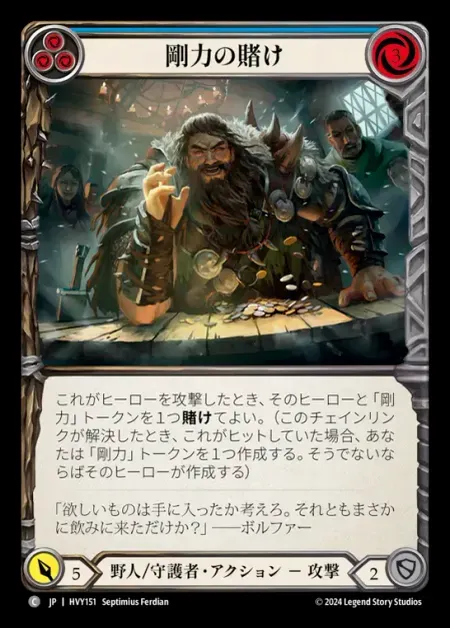 剛力の賭け
3
これがヒーローを攻撃したとき、そのヒーローと「剛
力」トークンを1つ賭けてよい。（このチェインリン
クが解決したとき、これがヒットしていた場合、あな
たは「剛力」トークンを1つ作成する。そうでないな
らばそのヒーローが作成する）
「欲しいものは手に入ったか考えろ。それともまさか
に飲みに来ただけか?」──ボルファー
5 野人/守護者・アクション － 攻撃 2
C JP | HVY151 Septimius Ferdian © 2024 Legend Story Studios